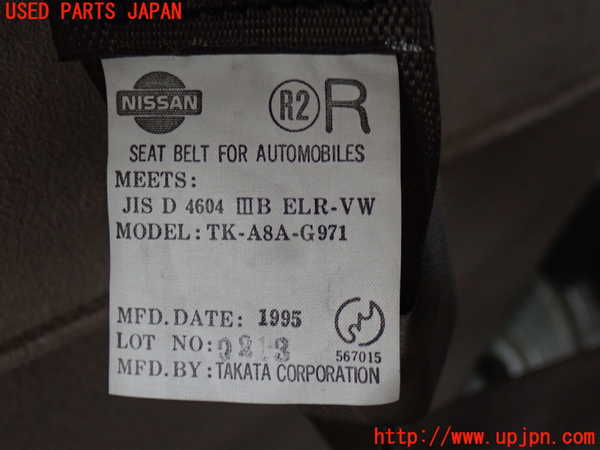 USED PARTS JAPAN
NISSAN R2 R
SEAT BELT FOR AUTOMOBILES
MEETS:
JIS D 4604 ⅢB ELR-VW
MODEL:TK-A8A-G971
MFD.DATE: 1995
LOT NO:
567015
MFD.BY:TAKATA CORPORATION
http://www.upjpn.com/